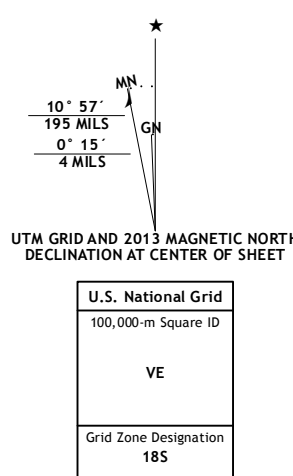 MN
GN
10° 57´
195 MILS
0° 15´
4 MILS
UTM GRID AND 2013 MAGNETIC NORTH
DECLINATION AT CENTER OF SHEET
U.S. National Grid
100,000-m Square ID
VE
Grid Zone Designation
18S